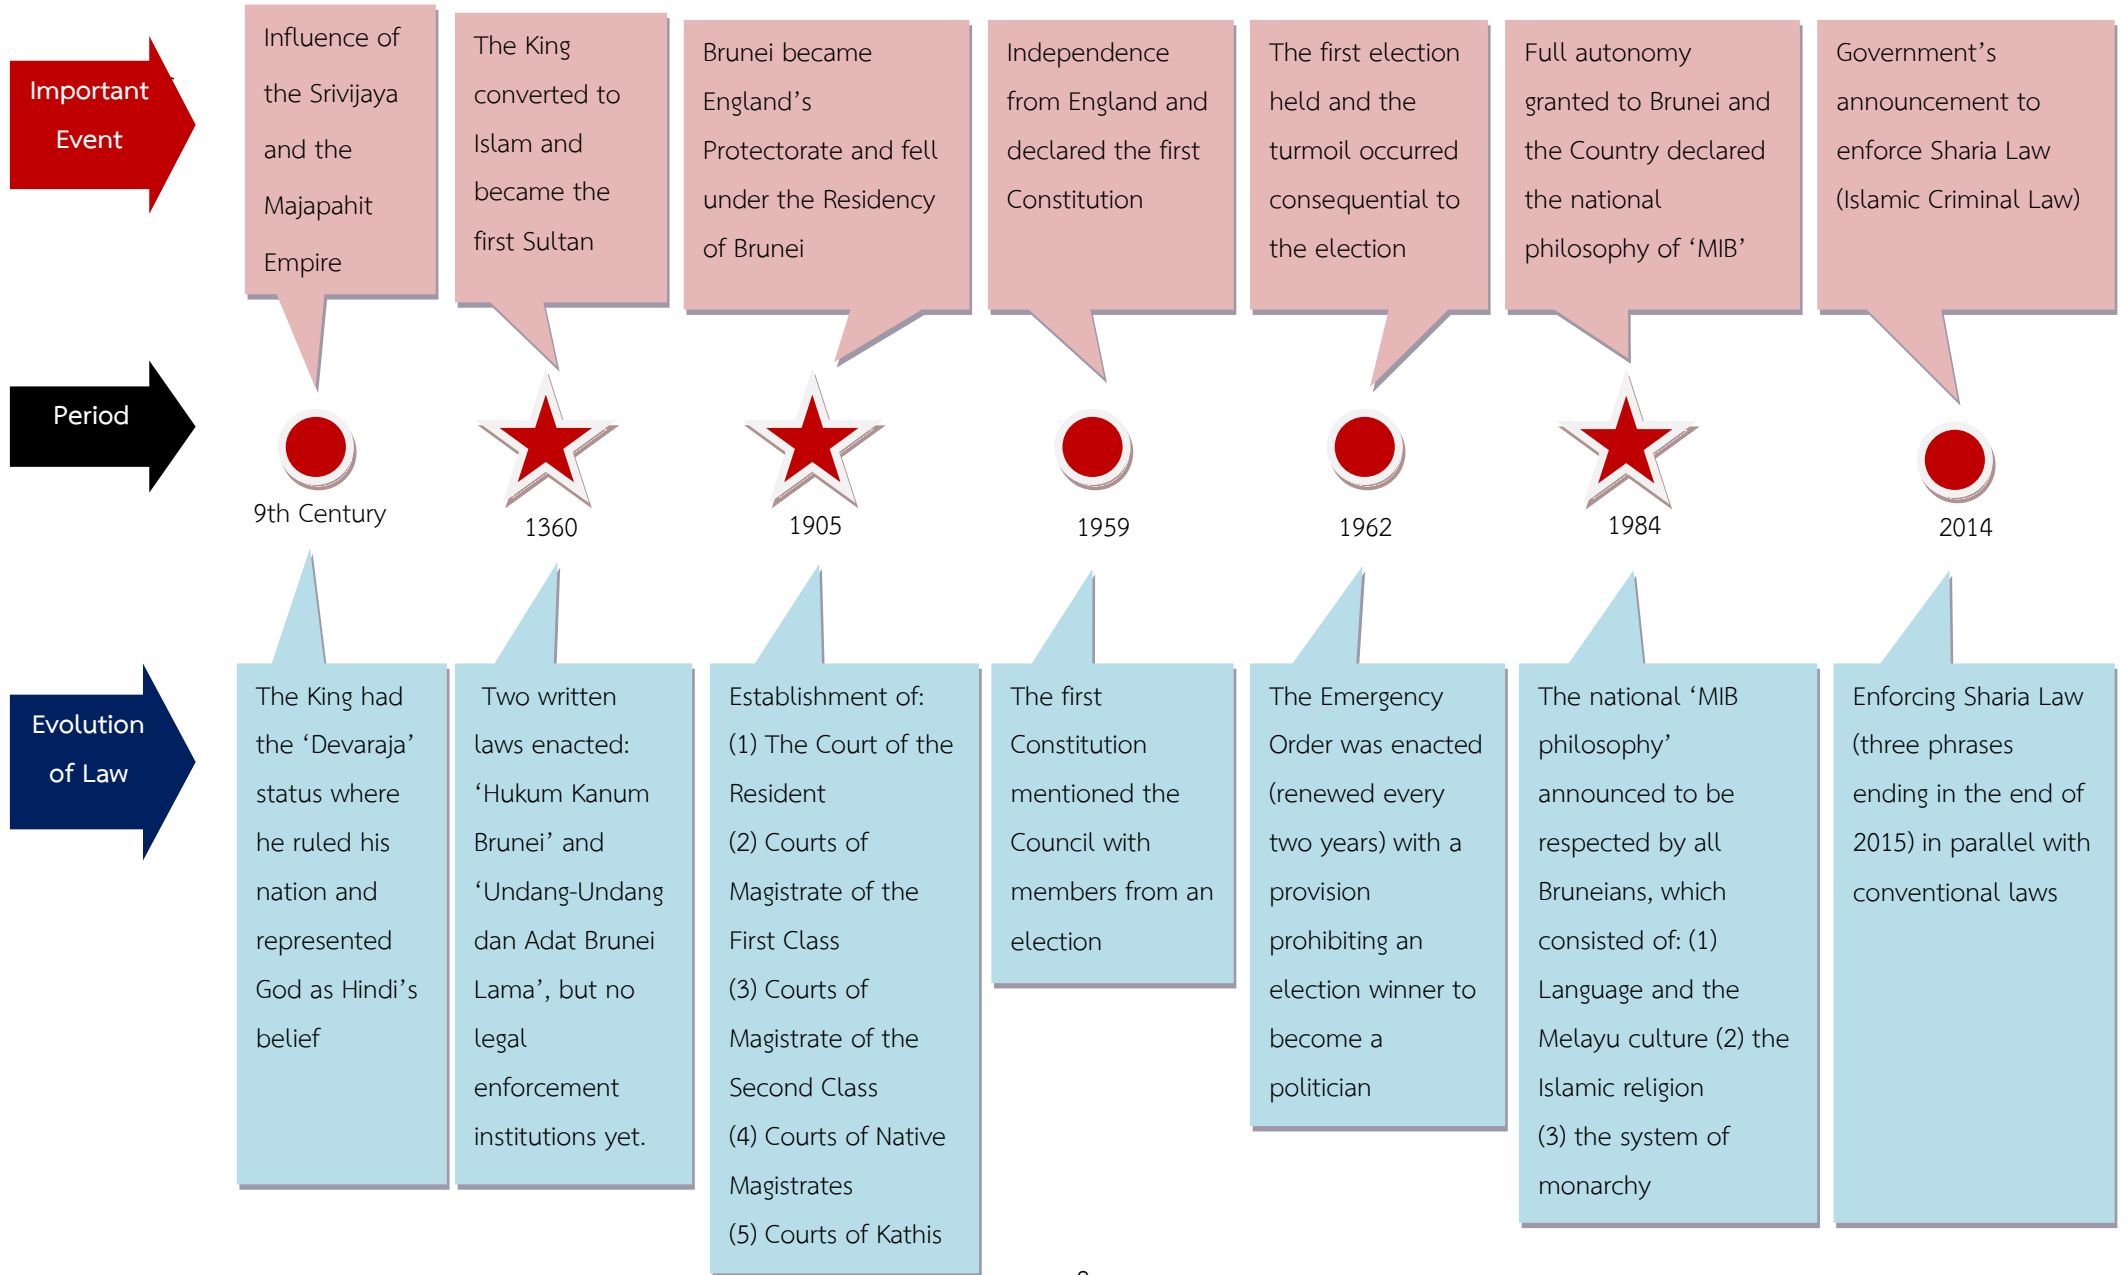 Important
Event
Influence of
the Srivijaya
and the
Majapahit
Empire
The King
converted to
Islam and
became the
first Sultan
Brunei became
England’s
Protectorate and fell
under the Residency
of Brunei
Independence
from England and
declared the first
Constitution
The first election
held and the
turmoil occurred
consequential to
the election
Full autonomy
granted to Brunei and
the Country declared
the national
philosophy of ‘MIB’
Government’s
announcement to
enforce Sharia Law
(Islamic Criminal Law)
Period
9th Century
1360
1905
1959
1962
1984
2014
Evolution
of Law
The King had
the ‘Devaraja’
status where
he ruled his
nation and
represented
God as Hindi’s
belief
Two written
laws enacted:
‘Hukum Kanum
Brunei’ and
‘Undang-Undang
dan Adat Brunei
Lama’, but no
legal
enforcement
institutions yet.
Establishment of:
(1) The Court of the
Resident
(2) Courts of
Magistrate of the
First Class
(3) Courts of
Magistrate of the
Second Class
(4) Courts of Native
Magistrates
(5) Courts of Kathis
The first
Constitution
mentioned the
Council with
members from an
election
The Emergency
Order was enacted
(renewed every
two years) with a
provision
prohibiting an
election winner to
become a
politician
The national ‘MIB
philosophy’
announced to be
respected by all
Bruneians, which
consisted of: (1)
Language and the
Melayu culture (2) the
Islamic religion
(3) the system of
monarchy
Enforcing Sharia Law
(three phrases
ending in the end of
2015) in parallel with
conventional laws